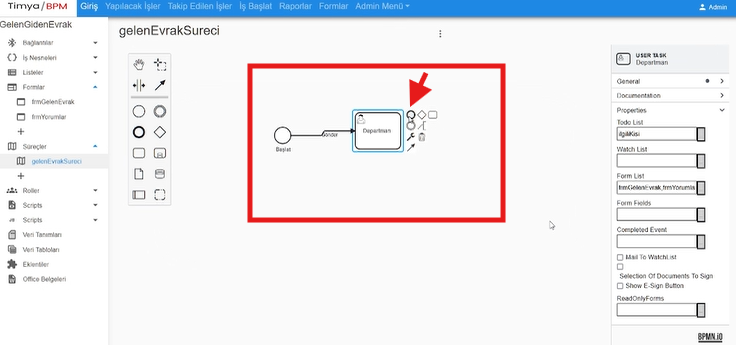 Timya/BPM
Giriş Yapılacak İşler Takip Edilen İşler İş Başlat Raporlar Formlar Admin Menü
Admin
GelenGidenEvrak
gelenEvrakSureci
Bağlantılar
İş Nesneleri
Listeler
Formlar
frmGelenEvrak
frmYorumlar
Süreçler
gelenEvrakSureci
Roller
Scripts
Scripts
Veri Tanımları
Veri Tabloları
Eklentiler
Office Belgeleri
Başlat
Gönder
Departman
USER TASK
Departman
General
Documentation
Properties
Todo List
ilgiliKisi
Watch List
Form List
frmGelenEvrak,frmYorumla
Form Fields
Completed Event
Mail To WatchList
Selection Of Documents To Sign
Show E-Sign Button
ReadOnlyForms
BPMN.iO